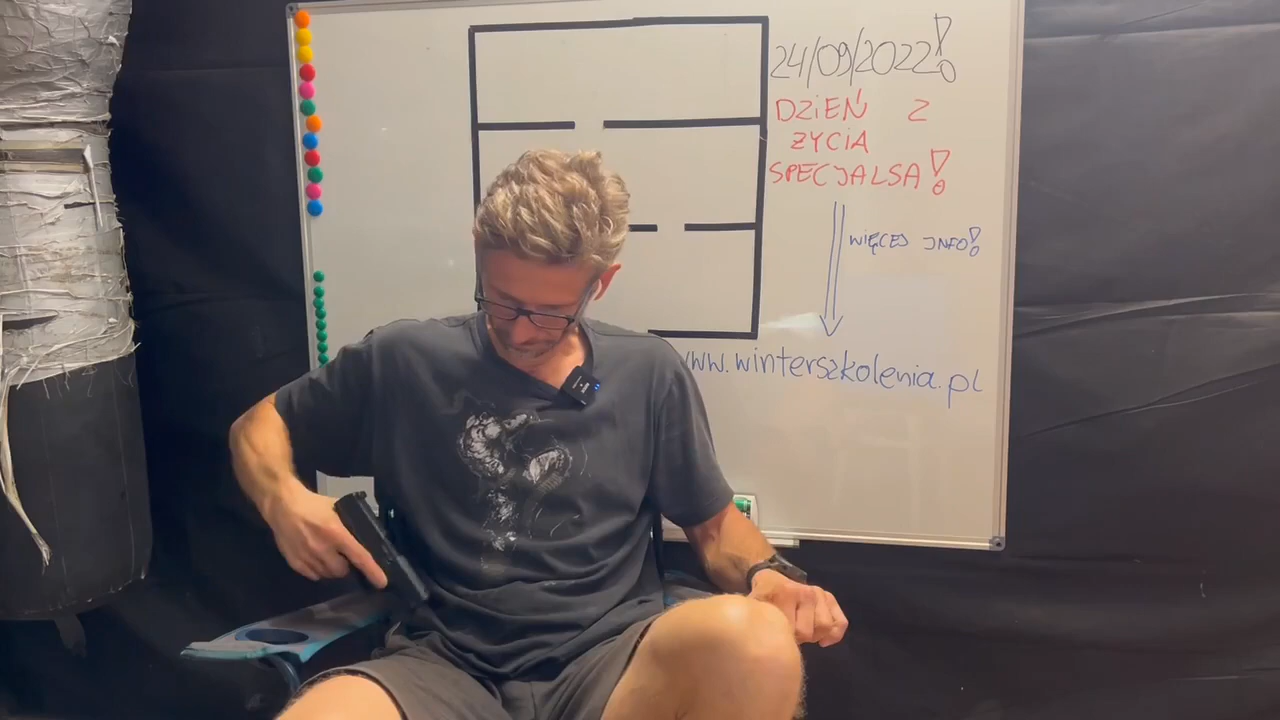 24/09/2022!
DZIEŃ Z
ŻYCIA
SPECJALSA!
WIĘCEJ INFO!
www.winterszkolenia.pl